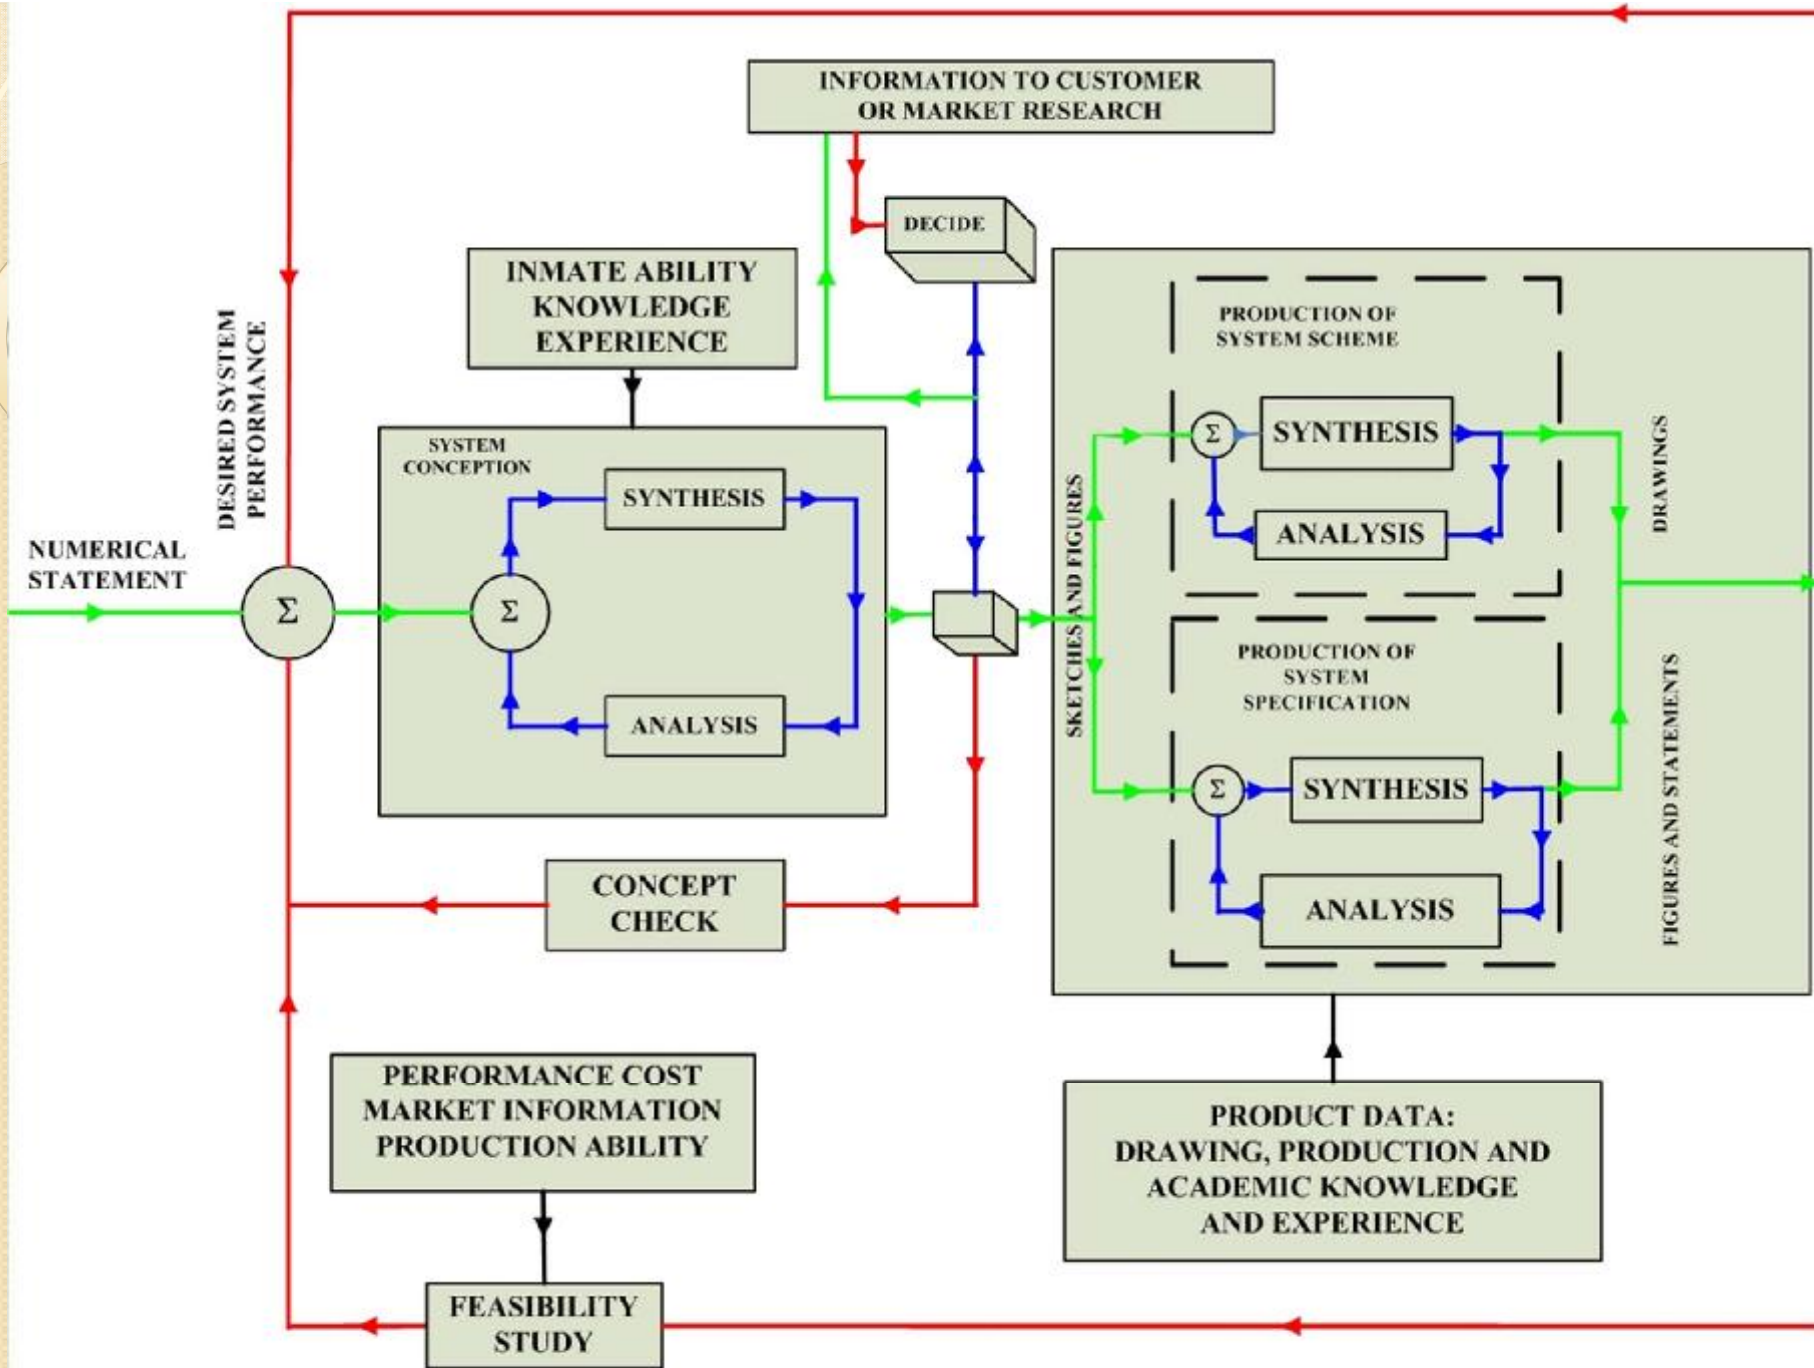 INFORMATION TO CUSTOMER
OR MARKET RESEARCH
DECIDE
INMATE ABILITY
KNOWLEDGE
EXPERIENCE
DESIRED SYSTEM
PERFORMANCE
NUMERICAL
STATEMENT
Σ
SYSTEM
CONCEPTION
SYNTHESIS
Σ
ANALYSIS
CONCEPT
CHECK
PERFORMANCE COST
MARKET INFORMATION
PRODUCTION ABILITY
FEASIBILITY
STUDY
SKETCHES AND FIGURES
PRODUCTION OF
SYSTEM SCHEME
Σ
SYNTHESIS
ANALYSIS
DRAWINGS
PRODUCTION OF
SYSTEM
SPECIFICATION
Σ
SYNTHESIS
ANALYSIS
FIGURES AND STATEMENTS
PRODUCT DATA:
DRAWING, PRODUCTION AND
ACADEMIC KNOWLEDGE
AND EXPERIENCE